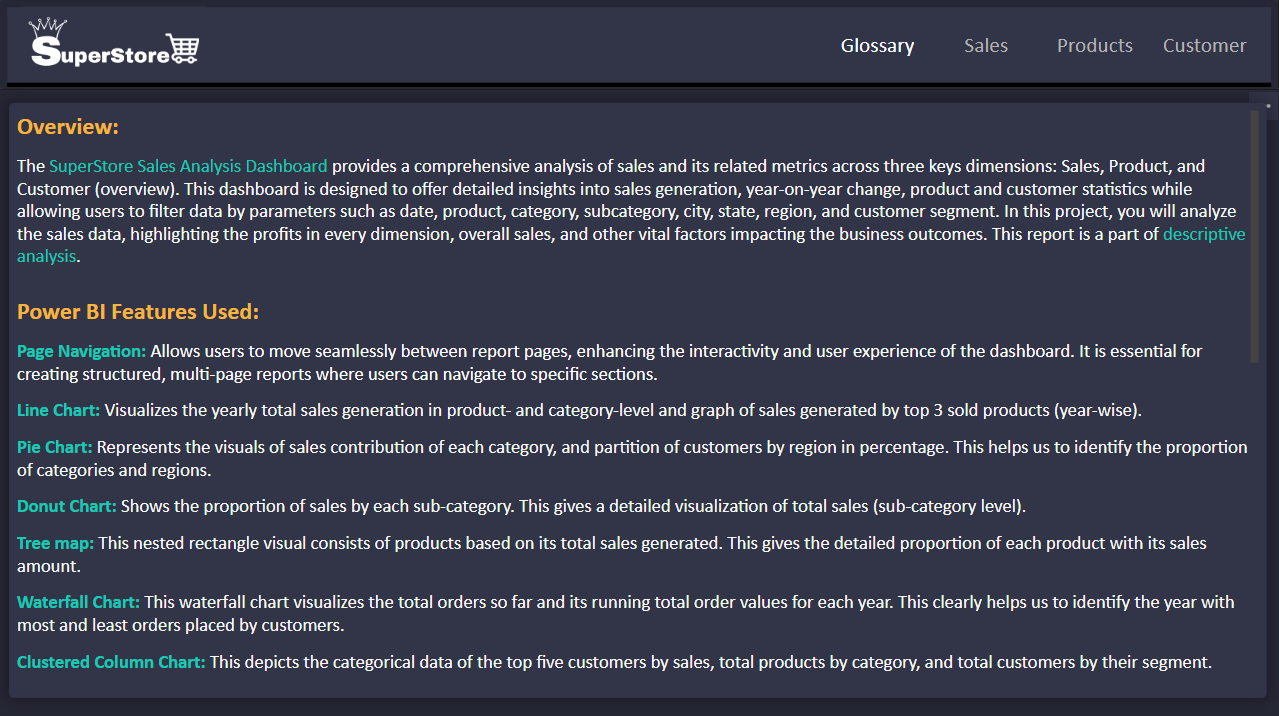 SuperStore
Glossary Sales Products Customer
Overview:
The SuperStore Sales Analysis Dashboard provides a comprehensive analysis of sales and its related metrics across three keys dimensions: Sales, Product, and
Customer (overview). This dashboard is designed to offer detailed insights into sales generation, year-on-year change, product and customer statistics while
allowing users to filter data by parameters such as date, product, category, subcategory, city, state, region, and customer segment. In this project, you will analyze
the sales data, highlighting the profits in every dimension, overall sales, and other vital factors impacting the business outcomes. This report is a part of descriptive
analysis.
Power BI Features Used:
Page Navigation: Allows users to move seamlessly between report pages, enhancing the interactivity and user experience of the dashboard. It is essential for
creating structured, multi-page reports where users can navigate to specific sections.
Line Chart: Visualizes the yearly total sales generation in product- and category-level and graph of sales generated by top 3 sold products (year-wise).
Pie Chart: Represents the visuals of sales contribution of each category, and partition of customers by region in percentage. This helps us to identify the proportion
of categories and regions.
Donut Chart: Shows the proportion of sales by each sub-category. This gives a detailed visualization of total sales (sub-category level).
Tree map: This nested rectangle visual consists of products based on its total sales generated. This gives the detailed proportion of each product with its sales
amount.
Waterfall Chart: This waterfall chart visualizes the total orders so far and its running total order values for each year. This clearly helps us to identify the year with
most and least orders placed by customers.
Clustered Column Chart: This depicts the categorical data of the top five customers by sales, total products by category, and total customers by their segment.